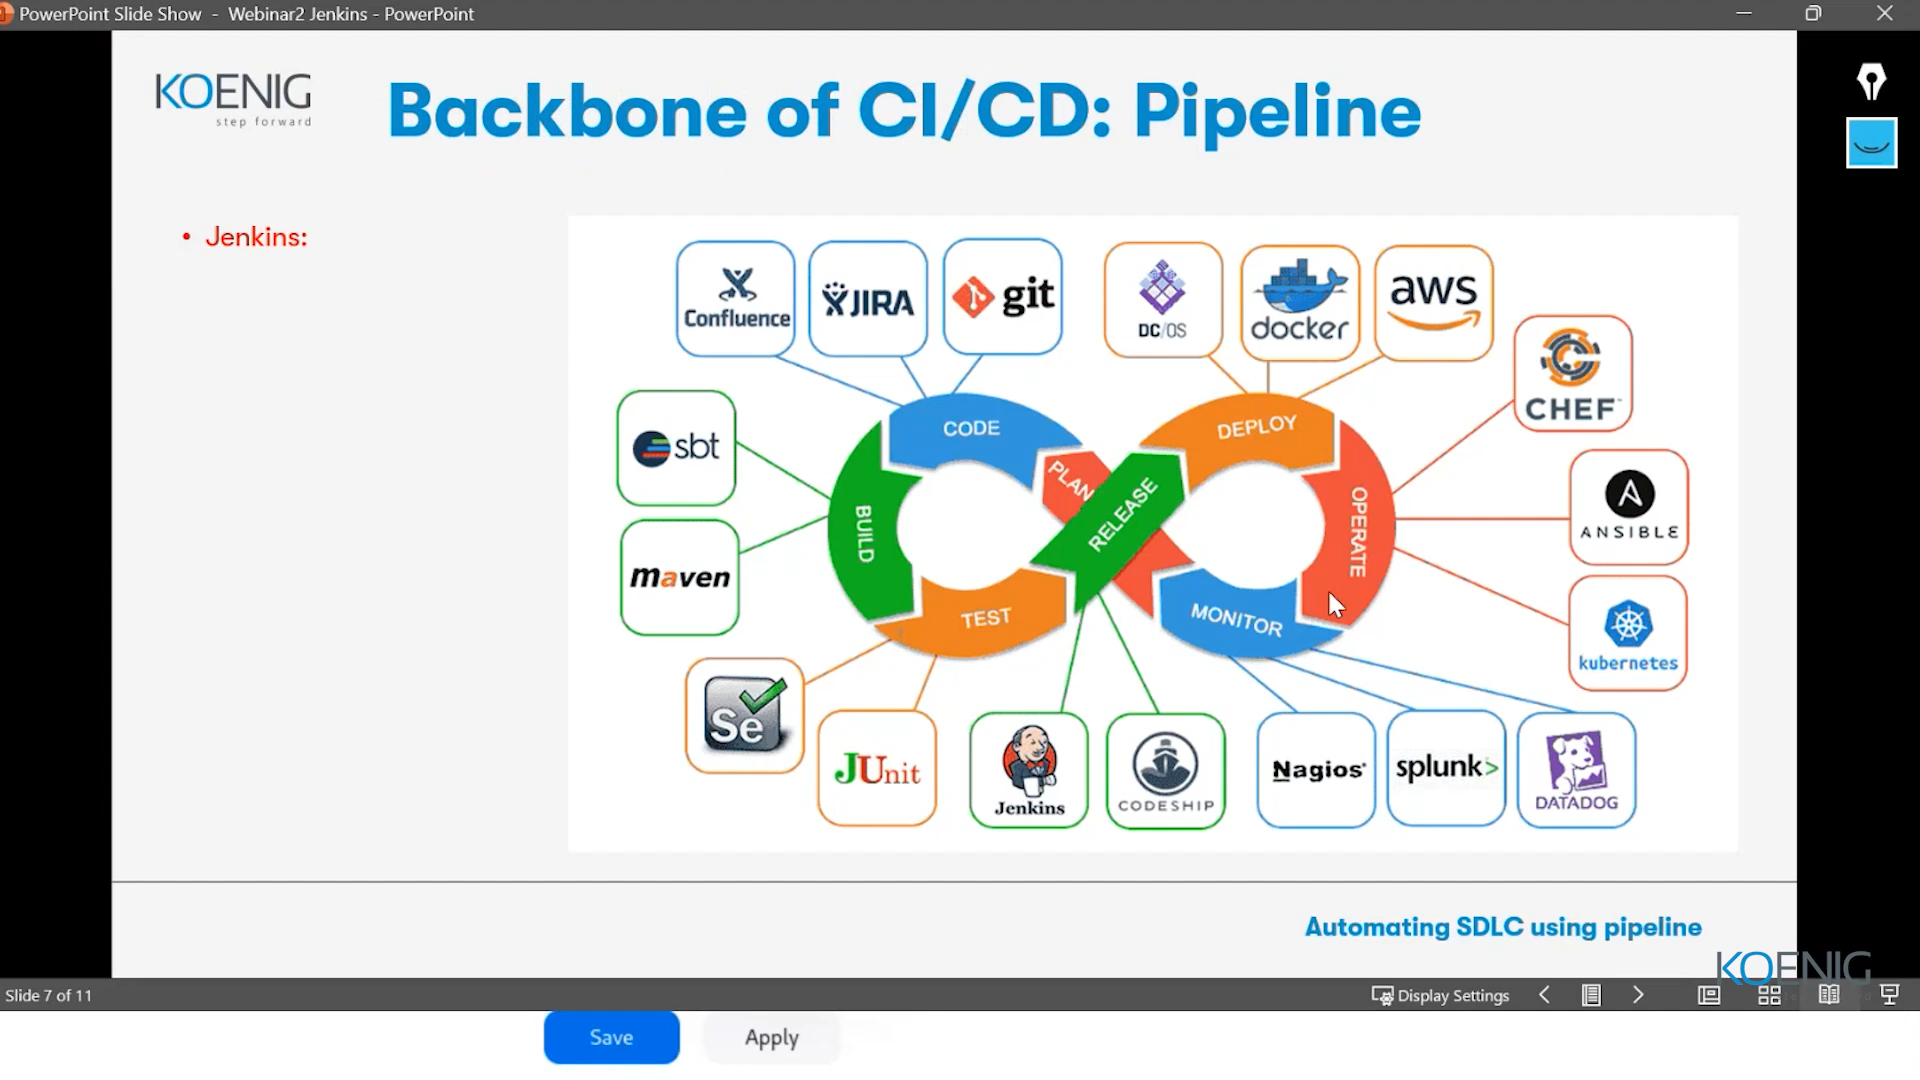 PowerPoint Slide Show - Webinar2 Jenkins - PowerPoint
KOENIG
step forward
Backbone of CI/CD: Pipeline
• Jenkins:
Confluence
JIRA
git
DC/OS
docker
aws
CHEF
sbt
ANSIBLE
maven
kubernetes
CODE
PLAN
RELEASE
DEPLOY
BUILD
OPERATE
TEST
MONITOR
Se
JUnit
Jenkins
CODESHIP
Nagios®
splunk>
DATADOG
Automating SDLC using pipeline
KOENIG
Slide 7 of 11
Display Settings
Save
Apply